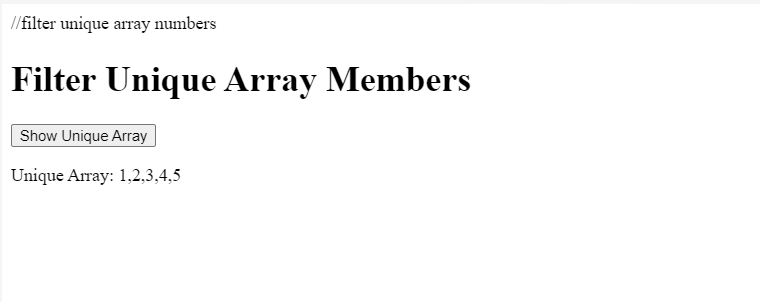 //filter unique array numbers
Filter Unique Array Members
Show Unique Array
Unique Array: 1,2,3,4,5